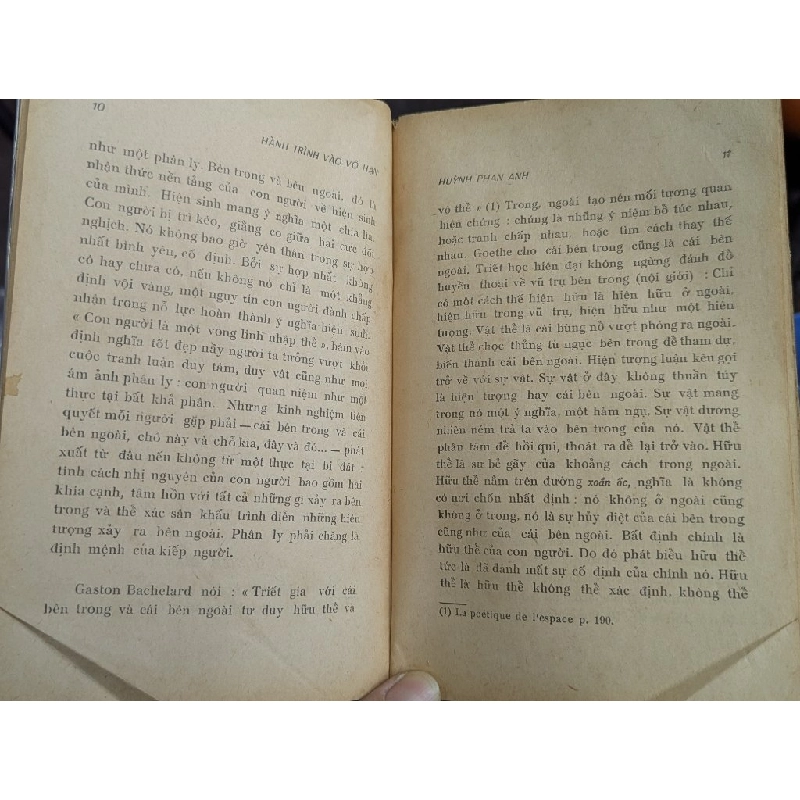 10
HÀNH TRÌNH VÀO VÔ HẠN
như một phân ly. Bên trong và bên ngoài, đó là
nhận thức nền tảng của con người về hiện sinh
của mình. Hiện sinh mang ý nghĩa một chia lìa.
Con người bị trì kéo, giằng co giữa hai cực đối
nghịch. Nó không bao giờ yên thân trong sự hợp
nhất bình yên, cố định. Bởi sự hợp nhất không
có hay chưa có, nếu không nó chỉ là một khẳng
định vội vàng, một ngụy tín con người đành chấp
nhận trong nỗ lực hoàn thành ý nghĩa hiện sinh.
« Con người là một vong linh nhập thể », bám vào
định nghĩa tốt đẹp nầy người ta tưởng vượt khỏi
cuộc tranh luận duy tâm, duy vật cũng như mọi
ám ảnh phân ly : con người quan niệm như một
thực tại bất khả phân. Nhưng kinh nghiệm bên
quyết mỗi người gặp phải — cái bên trong và cái
bên ngoài, chỗ này và chỗ kia, đây và đó... — phát
xuất từ đâu nếu không từ một thực tại bi đát :
tính cách nhị nguyên của con người bao gồm hai
khía cạnh, tâm hồn với tất cả những gì xảy ra bên
trong và thể xác sân khấu trình diễn những hiện
tượng xảy ra bên ngoài. Phân ly phải chăng là
định mệnh của kiếp người.
Gaston Bachelard nói : « Triết gia với cái
bên trong và cái bên ngoài tư duy hữu thể và
11
HUỲNH PHAN ANH
vô thể » (1) Trong, ngoài tạo nên mối tương quan
biện chứng : chúng là những ý niệm hỗ túc nhau,
hoặc tranh chấp nhau, hoặc tìm cách thay thế
nhau. Goethe cho cái bên trong cũng là cái bên
ngoài. Triết học hiện đại không ngừng đánh đổ
huyền thoại về vũ trụ bên trong (nội giới) : Chỉ
có một cách thế hiện hữu là hiện hữu ở ngoài,
hiện hữu trong vũ trụ, hiện hữu như một hiện
tượng. Vật thể là cái bùng nổ vượt phóng ra ngoài.
Vật thể chọc thủng tù ngục bên trong để tham dự,
biến thành cái bên ngoài. Hiện tượng luận kêu gọi
trở về với sự vật. Sự vật ở đây không thuần túy
là hiện tượng hay cái bên ngoài. Sự vật mang
trong nó một ý nghĩa, một hàm ngụ. Sự vật đương
nhiên ném trả ta vào bên trong của nó. Vật thể
phân tâm để hồi qui, thoát ra để lại trở vào. Hữu
thể là sự bẻ gãy của khoảng cách trong ngoài.
Hữu thể nằm trên đường xoắn ốc, nghĩa là không
có nơi chốn nhất định : nó không ở ngoài cũng
không ở trong, nó là sự hủy diệt của cái bên trong
cũng như của cái bên ngoài. Bất định chính là
hữu thể của con người. Do đó phát biểu hữu thể
tức là đã đánh mất sự cố định của chính nó. Hữu
thể là hữu thể không thể xác định, không thể
(1) La poétique de l'espace p. 190.